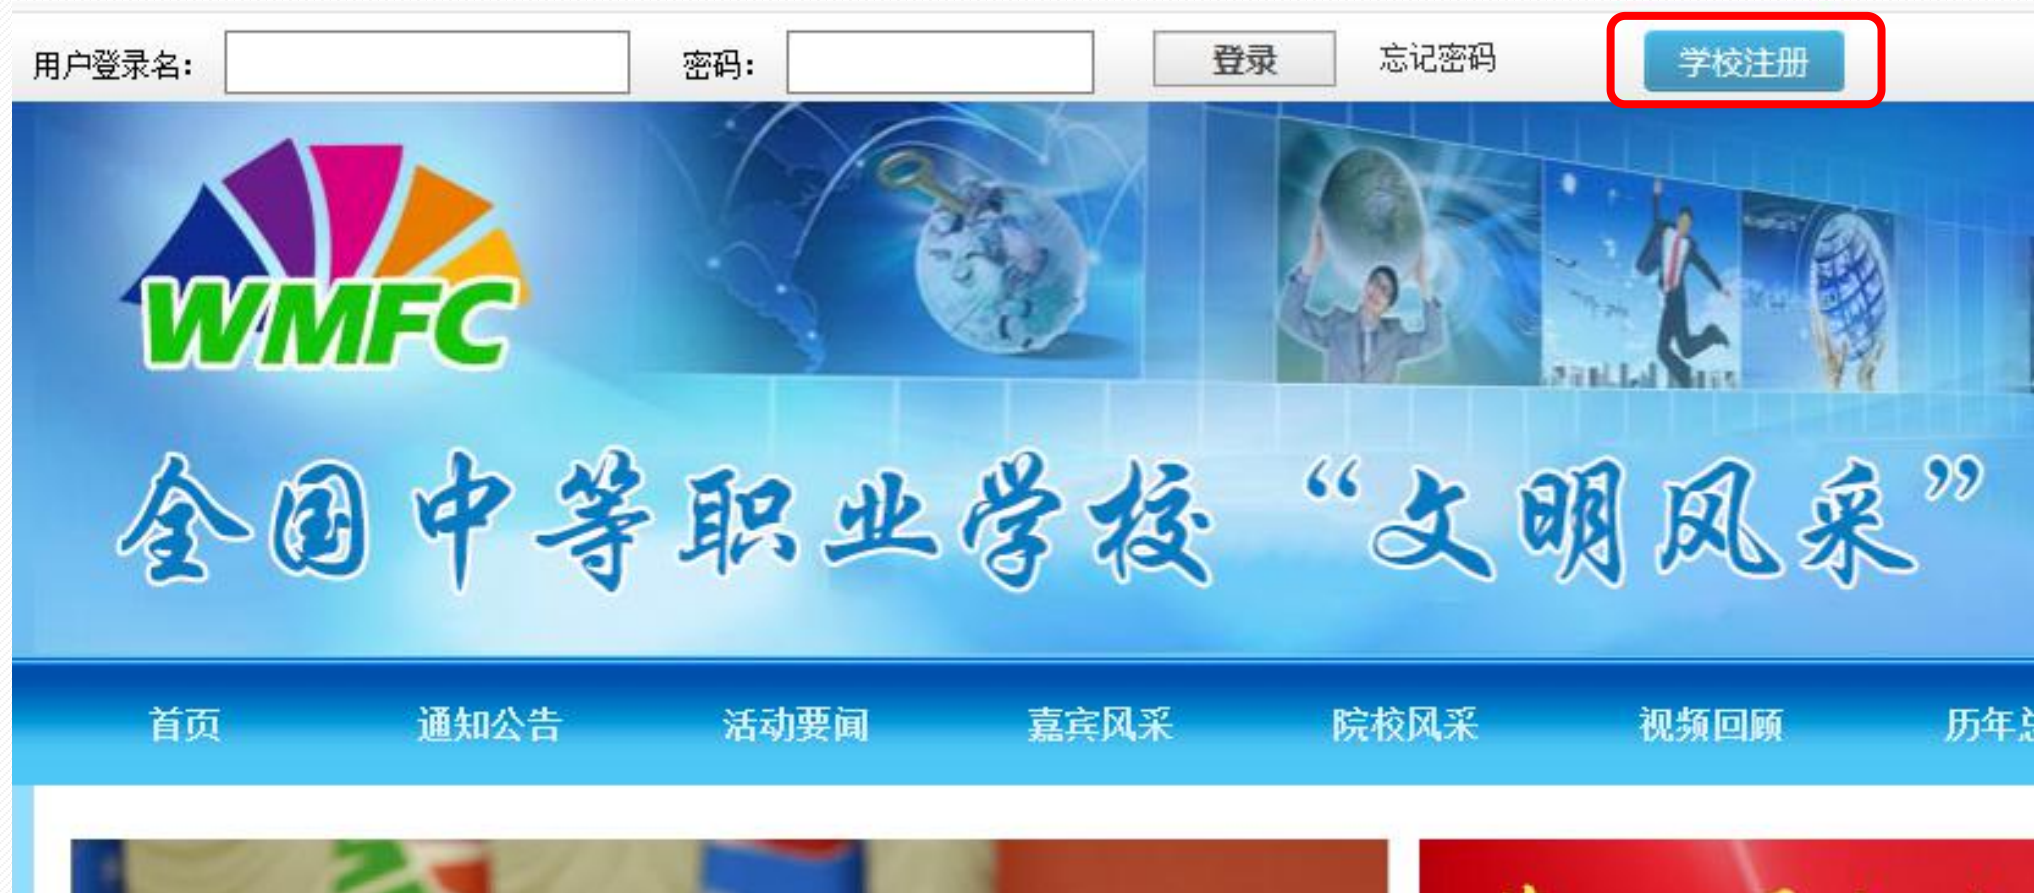 用户登录名： 密码： 登录 忘记密码 学校注册
WMFC
全国中等职业学校“文明风采”
首页 通知公告 活动要闻 嘉宾风采 院校风采 视频回顾 历年